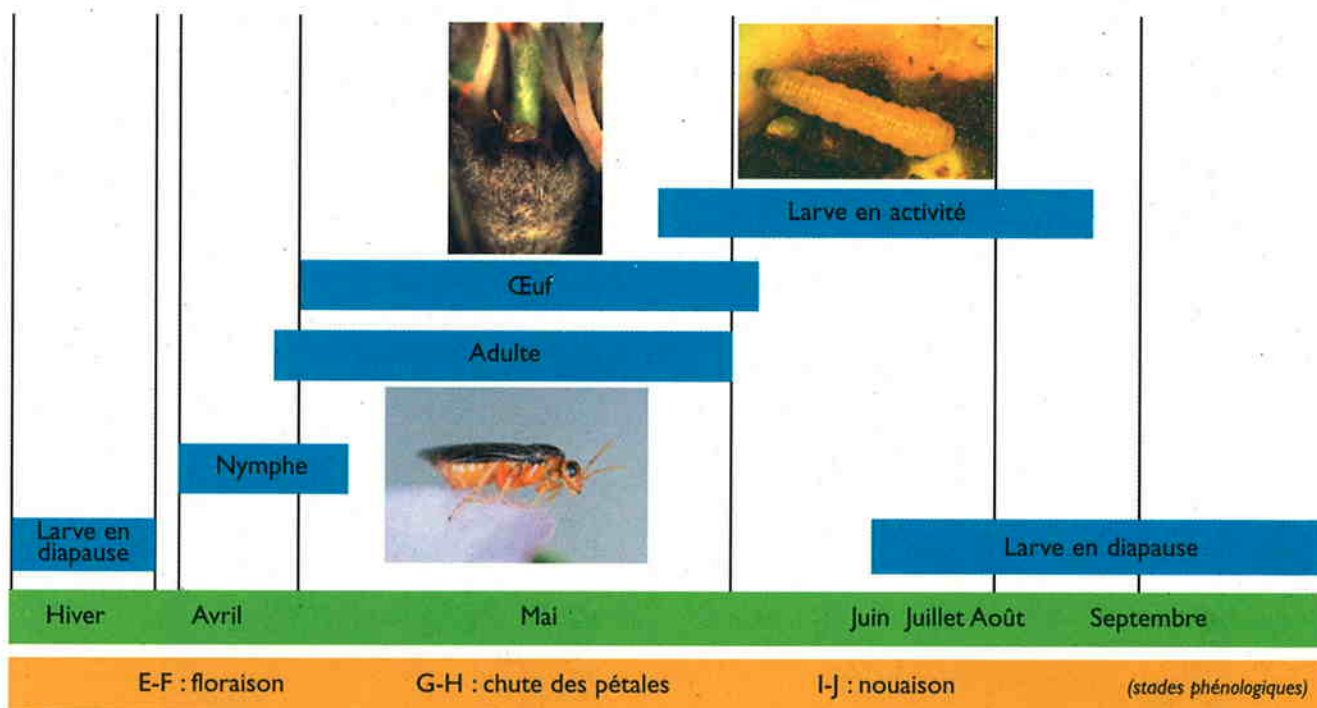 Larve en activité
Œuf
Adulte
Nymphe
Larve en
diapause
Larve en diapause
Hiver Avril Mai Juin Juillet Août Septembre
E-F : floraison G-H : chute des pétales I-J : nouaison (stades phénologiques)